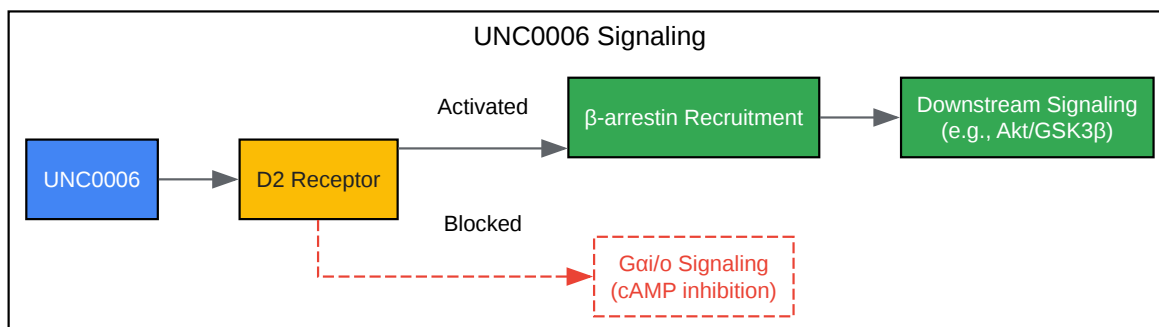 UNC0006 Signaling
Activated
β-arrestin Recruitment
Downstream Signaling
(e.g., Akt/GSK3β)
UNC0006
D2 Receptor
Blocked
Gαi/o Signaling
(cAMP inhibition)